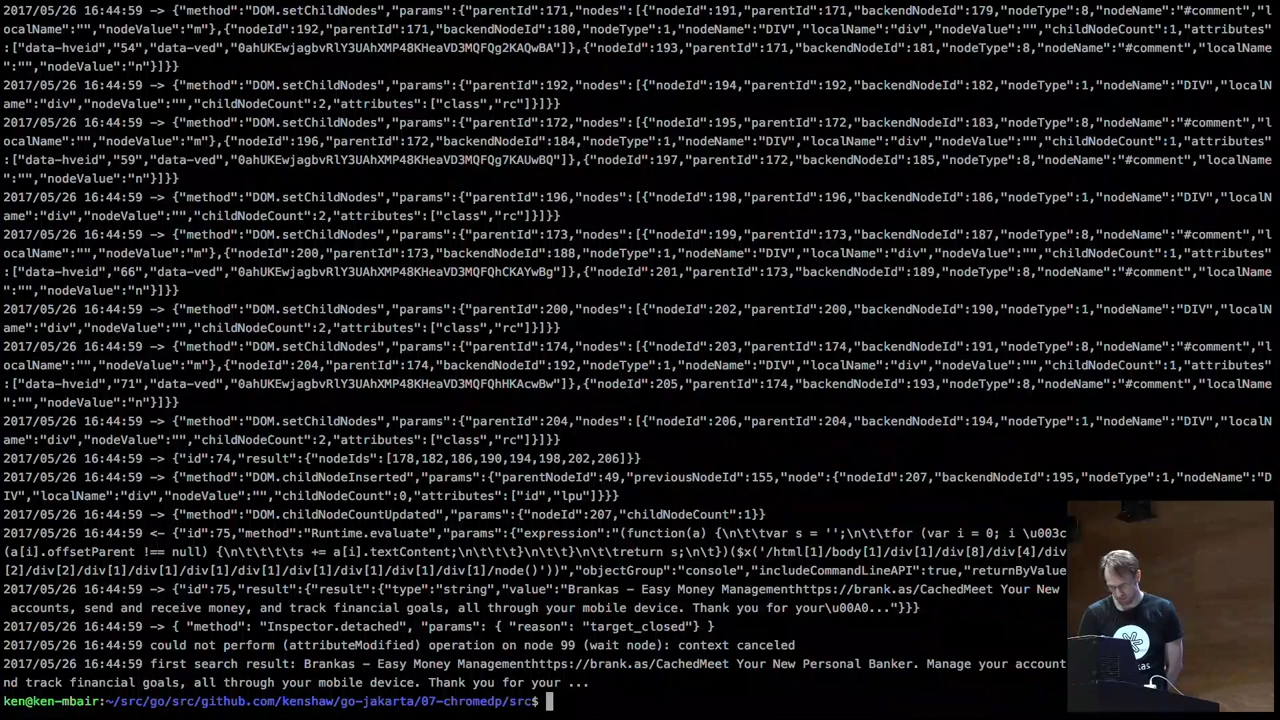 2017/05/26 16:44:59 -> {"method":"DOM.setChildNodes","params":{"parentId":171,"nodes":[{"nodeId":191,"parentId":171,"backendNodeId":179,"nodeType":8,"nodeName":"#comment","l
ocalName":"","nodeValue":"m"},{"nodeId":192,"parentId":171,"backendNodeId":180,"nodeType":1,"nodeName":"DIV","localName":"div","nodeValue":"","childNodeCount":1,"attributes"
:["data-hveid","54","data-ved","0ahUKEwjagbvRlY3UAhXMP48KHeaVD3MQFQg2KAQwBA"]},{"nodeId":193,"parentId":171,"backendNodeId":181,"nodeType":8,"nodeName":"#comment","localName
":"","nodeValue":"n"}]}}
2017/05/26 16:44:59 -> {"method":"DOM.setChildNodes","params":{"parentId":192,"nodes":[{"nodeId":194,"parentId":192,"backendNodeId":182,"nodeType":1,"nodeName":"DIV","localN
ame":"div","nodeValue":"","childNodeCount":2,"attributes":["class","rc"]}]}}
2017/05/26 16:44:59 -> {"method":"DOM.setChildNodes","params":{"parentId":172,"nodes":[{"nodeId":195,"parentId":172,"backendNodeId":183,"nodeType":8,"nodeName":"#comment","l
ocalName":"","nodeValue":"m"},{"nodeId":196,"parentId":172,"backendNodeId":184,"nodeType":1,"nodeName":"DIV","localName":"div","nodeValue":"","childNodeCount":1,"attributes"
:["data-hveid","59","data-ved","0ahUKEwjagbvRlY3UAhXMP48KHeaVD3MQFQg7KAUwBQ"]},{"nodeId":197,"parentId":172,"backendNodeId":185,"nodeType":8,"nodeName":"#comment","localName
":"","nodeValue":"n"}]}}
2017/05/26 16:44:59 -> {"method":"DOM.setChildNodes","params":{"parentId":196,"nodes":[{"nodeId":198,"parentId":196,"backendNodeId":186,"nodeType":1,"nodeName":"DIV","localN
ame":"div","nodeValue":"","childNodeCount":2,"attributes":["class","rc"]}]}}
2017/05/26 16:44:59 -> {"method":"DOM.setChildNodes","params":{"parentId":173,"nodes":[{"nodeId":199,"parentId":173,"backendNodeId":187,"nodeType":8,"nodeName":"#comment","l
ocalName":"","nodeValue":"m"},{"nodeId":200,"parentId":173,"backendNodeId":188,"nodeType":1,"nodeName":"DIV","localName":"div","nodeValue":"","childNodeCount":1,"attributes"
:["data-hveid","66","data-ved","0ahUKEwjagbvRlY3UAhXMP48KHeaVD3MQFQhCKAYwBg"]},{"nodeId":201,"parentId":173,"backendNodeId":189,"nodeType":8,"nodeName":"#comment","localName
":"","nodeValue":"n"}]}}
2017/05/26 16:44:59 -> {"method":"DOM.setChildNodes","params":{"parentId":200,"nodes":[{"nodeId":202,"parentId":200,"backendNodeId":190,"nodeType":1,"nodeName":"DIV","localN
ame":"div","nodeValue":"","childNodeCount":2,"attributes":["class","rc"]}]}}
2017/05/26 16:44:59 -> {"method":"DOM.setChildNodes","params":{"parentId":174,"nodes":[{"nodeId":203,"parentId":174,"backendNodeId":191,"nodeType":8,"nodeName":"#comment","l
ocalName":"","nodeValue":"m"},{"nodeId":204,"parentId":174,"backendNodeId":192,"nodeType":1,"nodeName":"DIV","localName":"div","nodeValue":"","childNodeCount":1,"attributes"
:["data-hveid","71","data-ved","0ahUKEwjagbvRlY3UAhXMP48KHeaVD3MQFQhHKAcwBw"]},{"nodeId":205,"parentId":174,"backendNodeId":193,"nodeType":8,"nodeName":"#comment","localName
":"","nodeValue":"n"}]}}
2017/05/26 16:44:59 -> {"method":"DOM.setChildNodes","params":{"parentId":204,"nodes":[{"nodeId":206,"parentId":204,"backendNodeId":194,"nodeType":1,"nodeName":"DIV","localN
ame":"div","nodeValue":"","childNodeCount":2,"attributes":["class","rc"]}]}}
2017/05/26 16:44:59 -> {"id":74,"result":{"nodeIds":[178,182,186,190,194,198,202,206]}}
2017/05/26 16:44:59 -> {"method":"DOM.childNodeInserted","params":{"parentNodeId":49,"previousNodeId":155,"node":{"nodeId":207,"backendNodeId":195,"nodeType":1,"nodeName":"D
IV","localName":"div","nodeValue":"","childNodeCount":0,"attributes":["id","lpu"]}}}
2017/05/26 16:44:59 -> {"method":"DOM.childNodeCountUpdated","params":{"nodeId":207,"childNodeCount":1}}
2017/05/26 16:44:59 <- {"id":75,"method":"Runtime.evaluate","params":{"expression":"(function(a) {\n\t\tvar s = '';\n\t\tfor (var i = 0; i \u003c
(a[i].offsetParent !== null) {\n\t\t\t\ts += a[i].textContent;\n\t\t\t}\n\t\t}\n\t\treturn s;\n\t})($x('/html[1]/body[1]/div[1]/div[8]/div[4]/div
[2]/div[2]/div[1]/div[1]/div[1]/div[1]/div[1]/div[1]/div[1]/div[1]/div[1]/node()'))","objectGroup":"console","includeCommandLineAPI":true,"returnByValue
2017/05/26 16:44:59 -> {"id":75,"result":{"result":{"type":"string","value":"Brankas – Easy Money Managementhttps://brank.as/CachedMeet Your New
accounts, send and receive money, and track financial goals, all through your mobile device. Thank you for your\u00A0..."}}}
2017/05/26 16:44:59 -> { "method": "Inspector.detached", "params": { "reason": "target_closed"} }
2017/05/26 16:44:59 could not perform (attributeModified) operation on node 99 (wait node): context canceled
2017/05/26 16:44:59 first search result: Brankas – Easy Money Managementhttps://brank.as/CachedMeet Your New Personal Banker. Manage your account
nd track financial goals, all through your mobile device. Thank you for your ...
ken@ken-mbair:~/src/go/src/github.com/kenshaw/go-jakarta/07-chromedp/src$